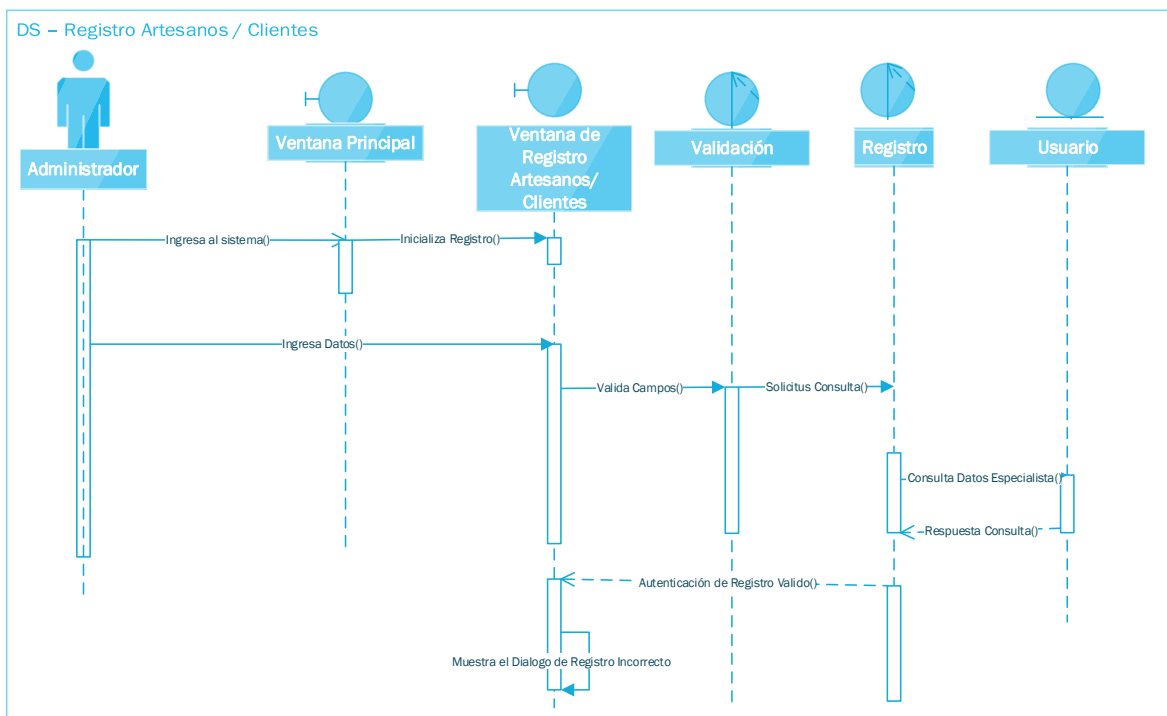 DS – Registro Artesanos / Clientes
Administrador
Ventana Principal
Ventana de
Registro
Artesanos/
Clientes
Validación
Registro
Usuario
Ingresa al sistema()
Inicializa Registro()
Ingresa Datos()
Valida Campos()
Solicitus Consulta()
Consulta Datos Especialista()
Respuesta Consulta()
Autenticación de Registro Valido()
Muestra el Dialogo de Registro Incorrecto